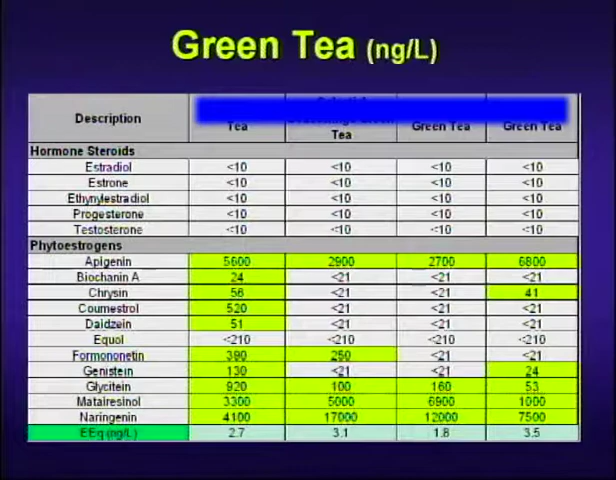 Green Tea (ng/L)
Description Tea Green Tea Green Tea
Tea
Hormone Steroids
Estradiol <10 <10 <10 <10
Estrone <10 <10 <10 <10
Ethynylestradiol <10 <10 <10 <10
Progesterone <10 <10 <10 <10
Testosterone <10 <10 <10 <10
Phytoestrogens
Apigenin 5600 2900 2700 6800
Biochanin A 24 <21 <21 <21
Chrysin 56 <21 <21 41
Coumestrol 520 <21 <21 <21
Daidzein 51 <21 <21 <21
Equol <210 <210 <210 <210
Formononetin 390 250 <21 <21
Genistein 130 <21 <21 24
Glycitein 920 100 160 53
Matairesinol 3300 5000 6900 1000
Naringenin 4100 17000 12000 7500
EEq (ng/L) 2.7 3.1 1.8 3.5